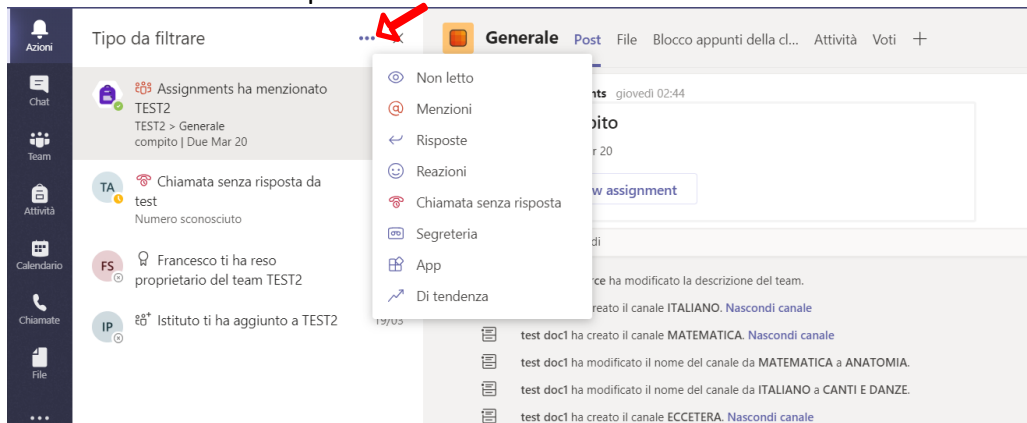 Azioni
Chat
Team
Attività
Calendario
Chiamate
File
Tipo da filtrare
Assignments ha menzionato
TEST2
TEST2 > Generale
compito | Due Mar 20
TA
Chiamata senza risposta da
test
Numero sconosciuto
FS
Francesco ti ha reso
proprietario del team TEST2
IP
Istituto ti ha aggiunto a TEST2
19/03
Non letto
Menzioni
Risposte
Reazioni
Chiamata senza risposta
Segreteria
App
Di tendenza
Generale Post File Blocco appunti della cl... Attività Voti +
nts giovedì 02:44
pito
r 20
w assignment
di
rce ha modificato la descrizione del team.
creato il canale ITALIANO. Nascondi canale
creato il canale MATEMATICA. Nascondi canale
test doc1 ha modificato il nome del canale da MATEMATICA a ANATOMIA.
test doc1 ha modificato il nome del canale da ITALIANO a CANTI E DANZE.
test doc1 ha creato il canale ECCETERA. Nascondi canale